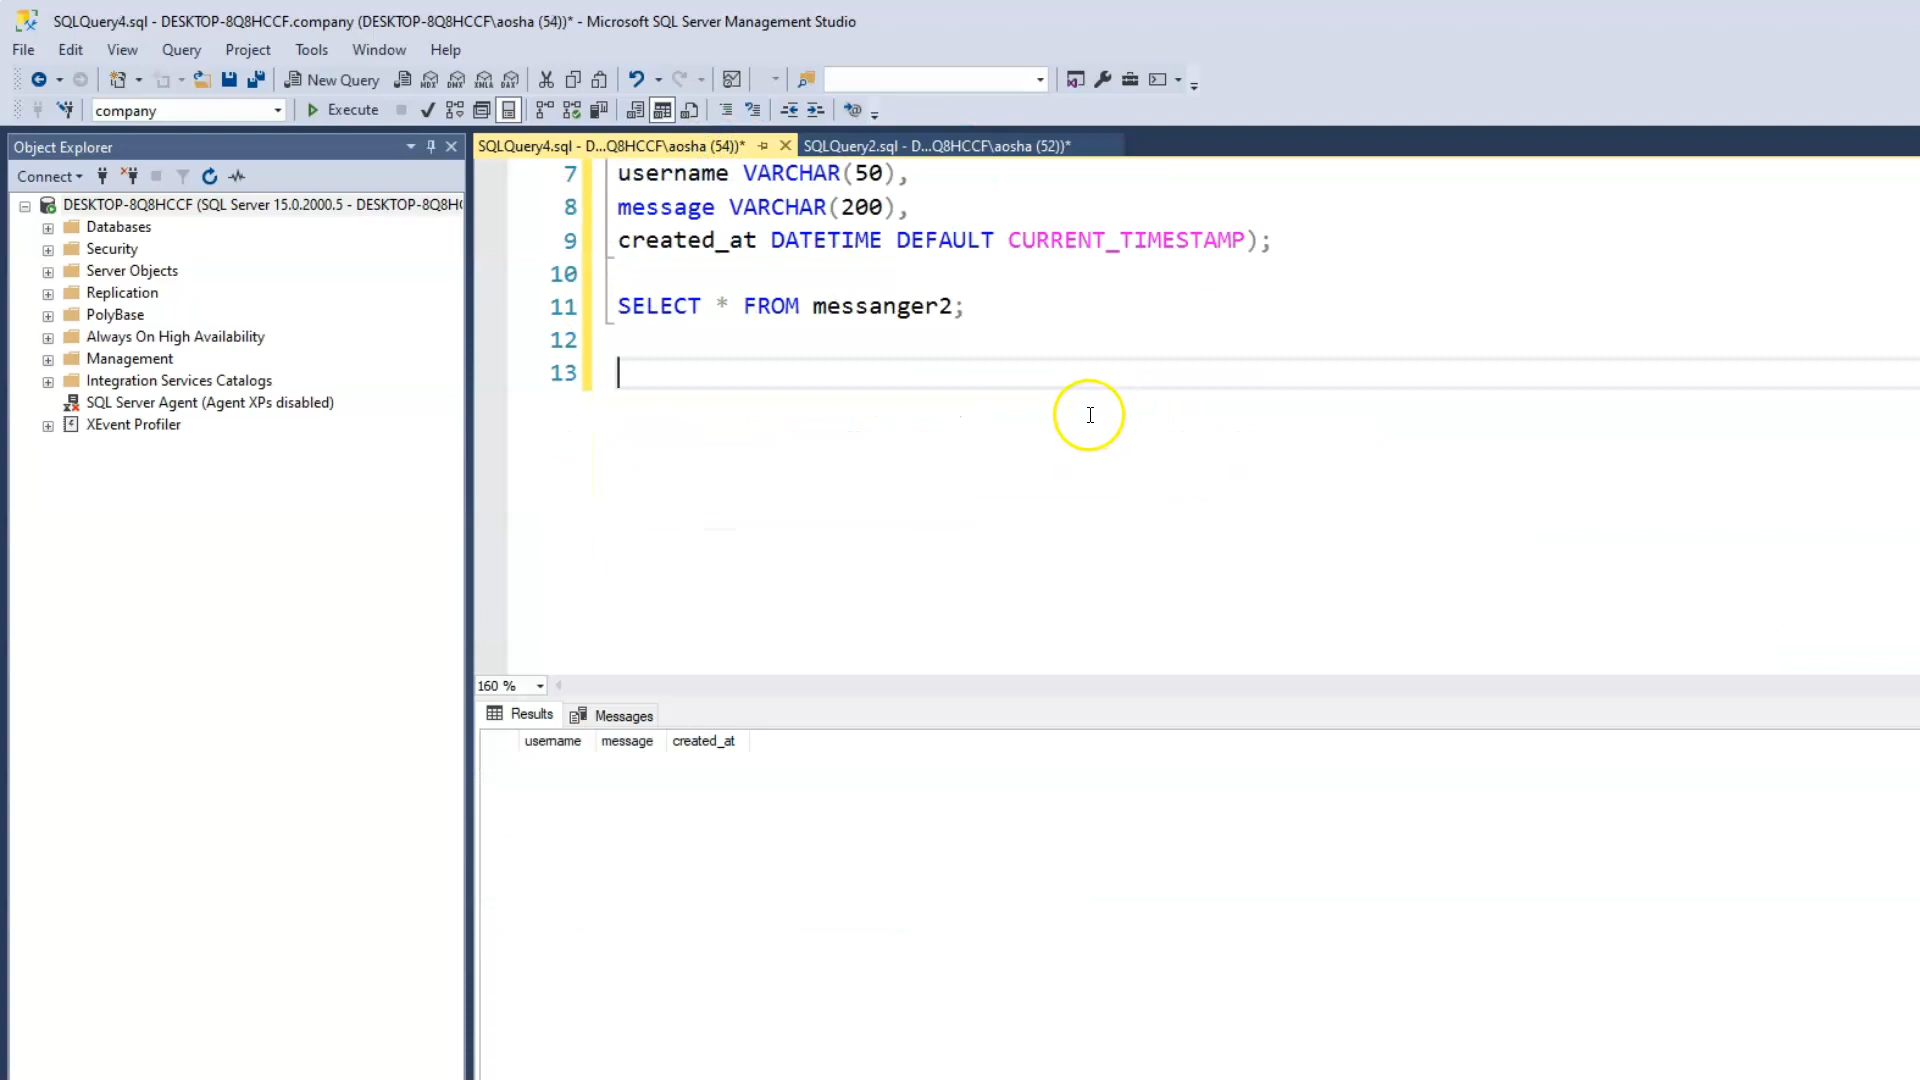 SQLQuery4.sql - DESKTOP-8Q8HCCF.company (DESKTOP-8Q8HCCF\aosha (54))* - Microsoft SQL Server Management Studio
File Edit View Query Project Tools Window Help
New Query MDX DMX XMLA DAX
company Execute
Object Explorer
SQLQuery4.sql - D...Q8HCCF\aosha (54))* SQLQuery2.sql - D...Q8HCCF\aosha (52))*
Connect
DESKTOP-8Q8HCCF (SQL Server 15.0.2000.5 - DESKTOP-8Q8H
Databases
Security
Server Objects
Replication
PolyBase
Always On High Availability
Management
Integration Services Catalogs
SQL Server Agent (Agent XPs disabled)
XEvent Profiler
7 username VARCHAR(50),
8 message VARCHAR(200),
9 created_at DATETIME DEFAULT CURRENT_TIMESTAMP);
10
11 SELECT * FROM messanger2;
12
13
160 %
Results Messages
username message created_at